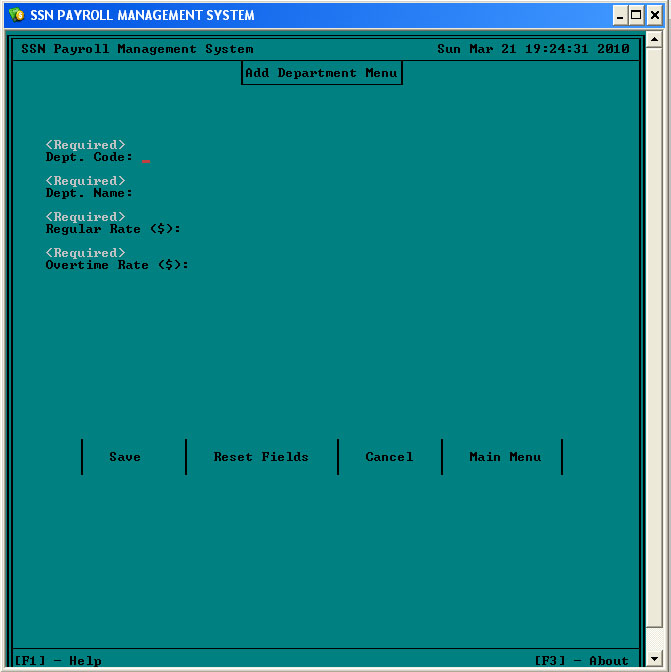 SSN PAYROLL MANAGEMENT SYSTEM
SSN Payroll Management System Sun Mar 21 19:24:31 2010
Add Department Menu
<Required>
Dept. Code:
<Required>
Dept. Name:
<Required>
Regular Rate ($):
<Required>
Overtime Rate ($):
Save Reset Fields Cancel Main Menu
[F1] - Help [F3] - About